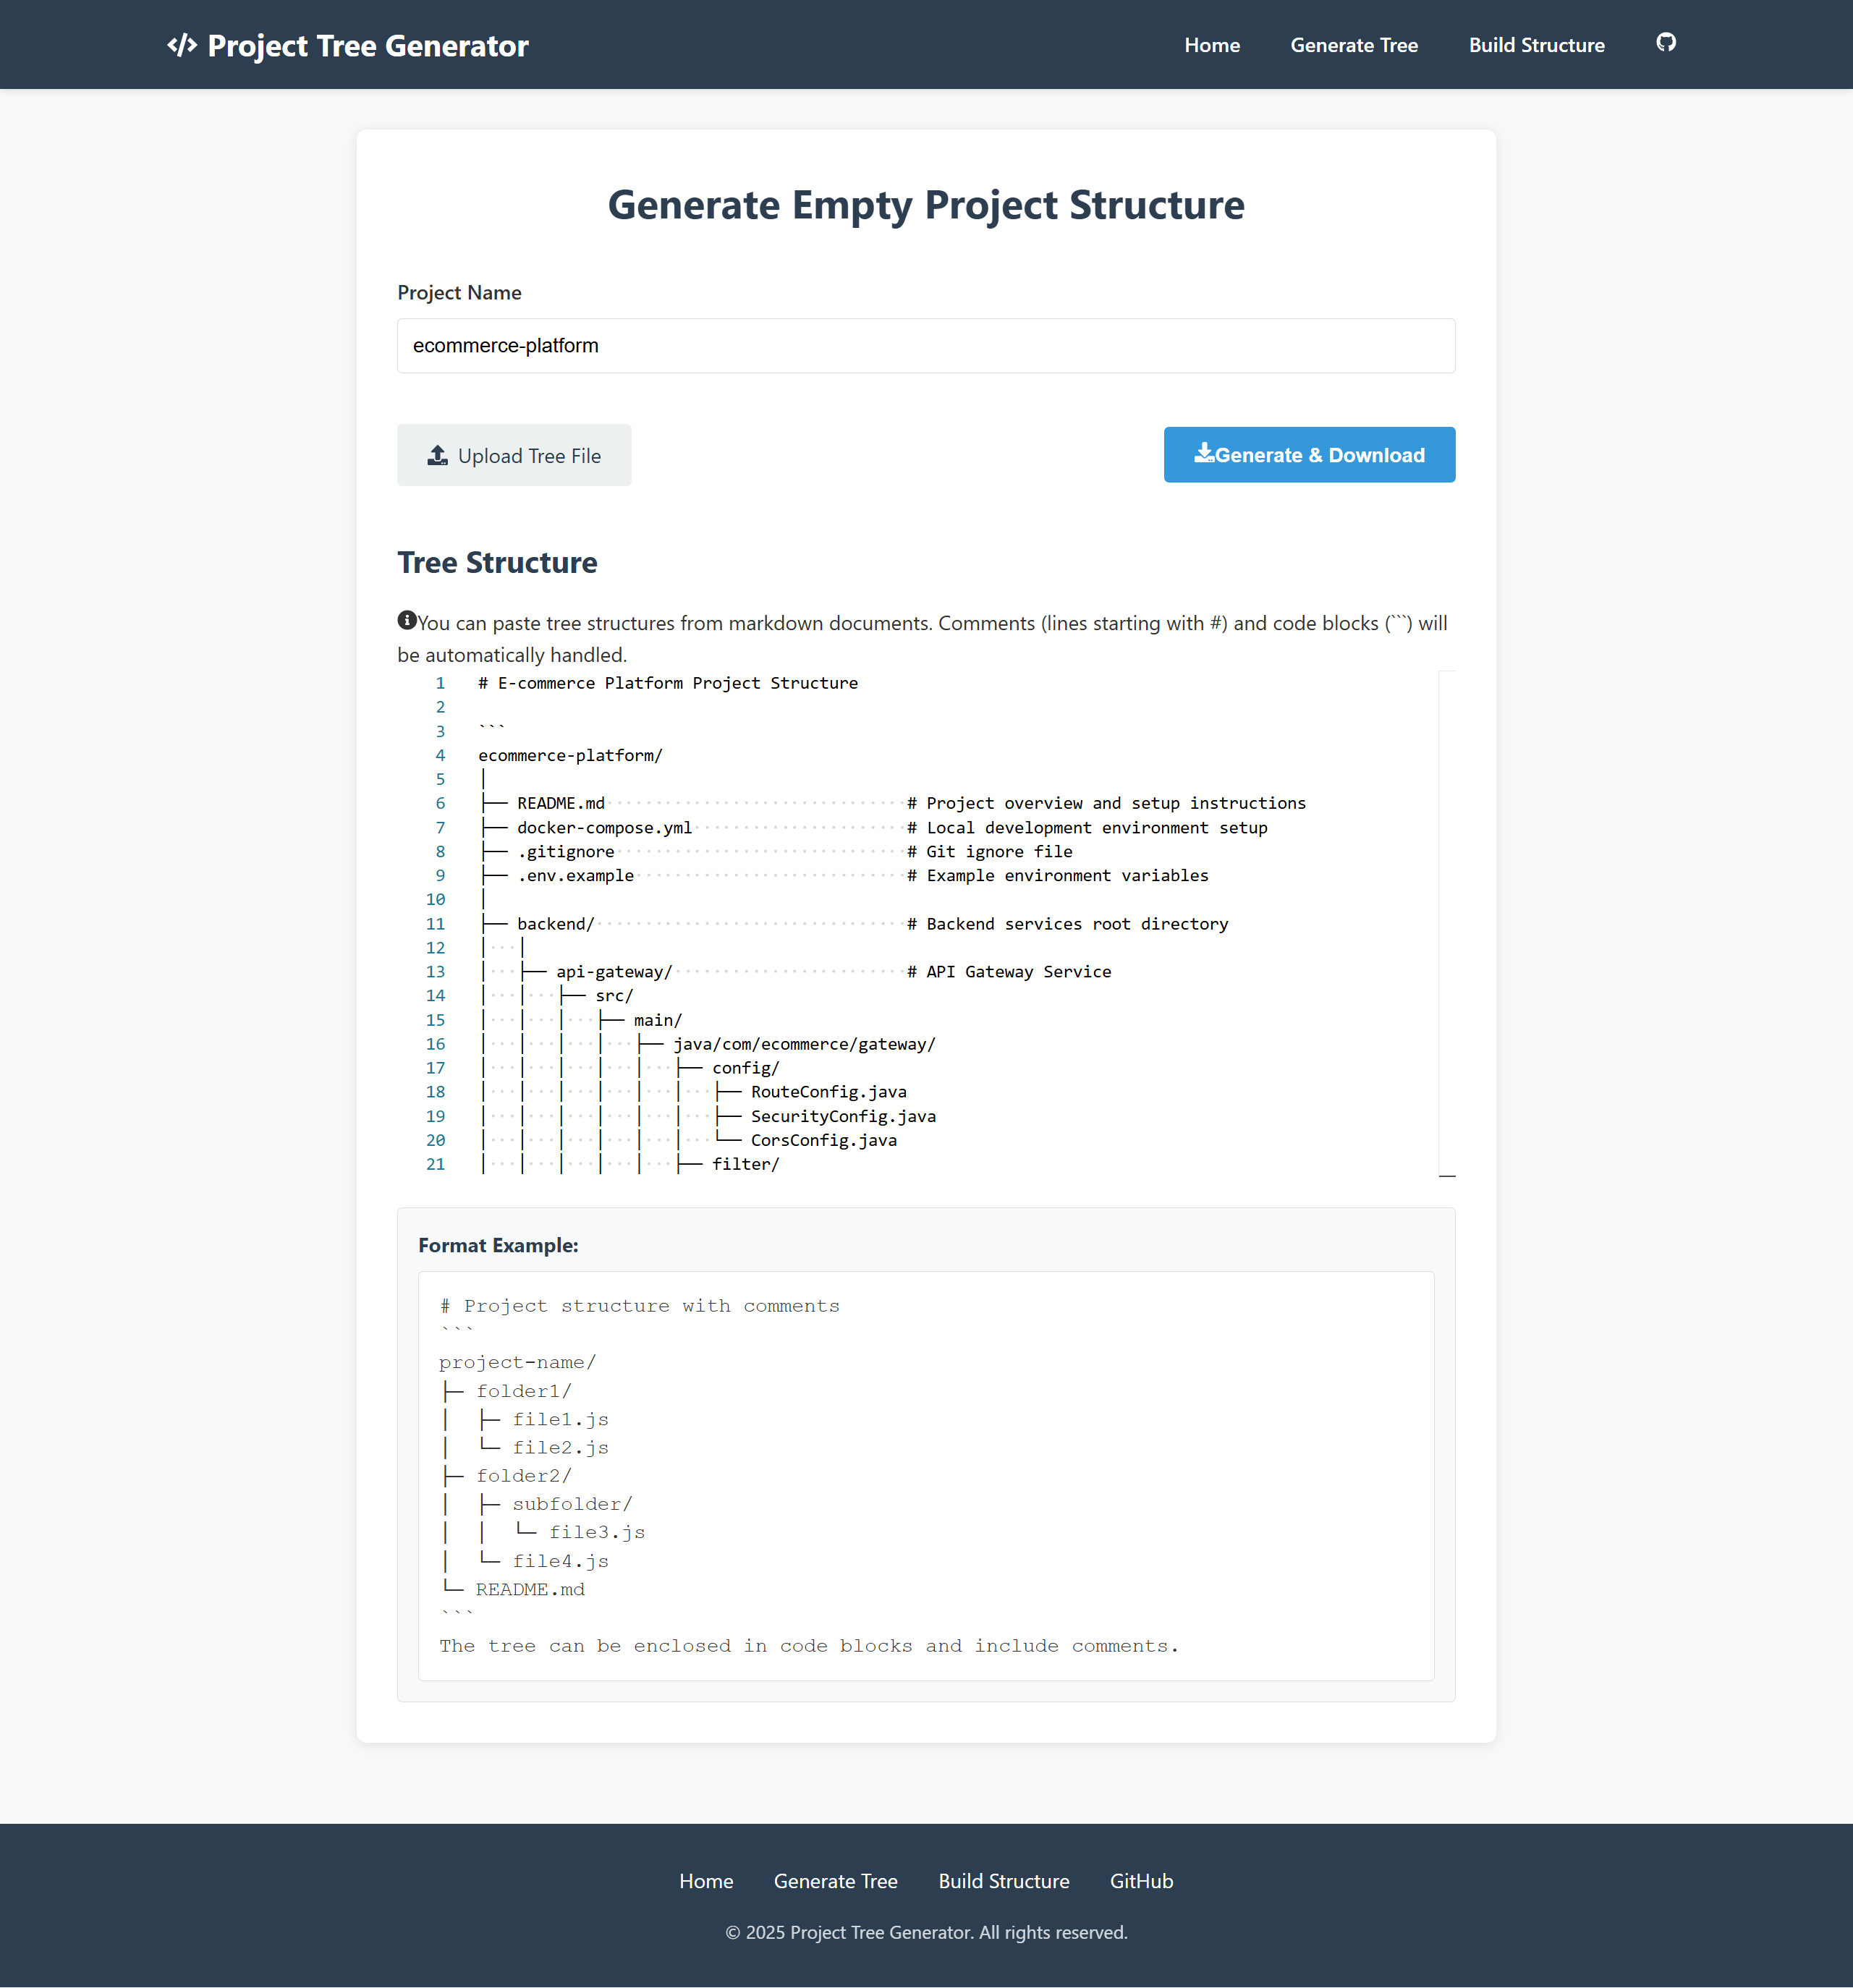 Project Tree Generator
Home
Generate Tree
Build Structure
Generate Empty Project Structure
Project Name
ecommerce-platform
Upload Tree File
Generate & Download
Tree Structure
You can paste tree structures from markdown documents. Comments (lines starting with #) and code blocks (```) will
be automatically handled.
1 # E-commerce Platform Project Structure
2
3 ```
4 ecommerce-platform/
5 │
6 ├── README.md······························· # Project overview and setup instructions
7 ├── docker-compose.yml······················ # Local development environment setup
8 ├── .gitignore······························ # Git ignore file
9 ├── .env.example···························· # Example environment variables
10 │
11 ├── backend/································ # Backend services root directory
12 │···│
13 │···├── api-gateway/························ # API Gateway Service
14 │···│···├── src/
15 │···│···│···├── main/
16 │···│···│···│···├── java/com/ecommerce/gateway/
17 │···│···│···│···│···├── config/
18 │···│···│···│···│···│···├── RouteConfig.java
19 │···│···│···│···│···│···├── SecurityConfig.java
20 │···│···│···│···│···│···└── CorsConfig.java
21 │···│···│···│···│···├── filter/
Format Example:
# Project structure with comments
```
project-name/
├─ folder1/
│  ├─ file1.js
│  └─ file2.js
├─ folder2/
│  ├─ subfolder/
│  │  └─ file3.js
│  └─ file4.js
└─ README.md
```
The tree can be enclosed in code blocks and include comments.
Home
Generate Tree
Build Structure
GitHub
© 2025 Project Tree Generator. All rights reserved.